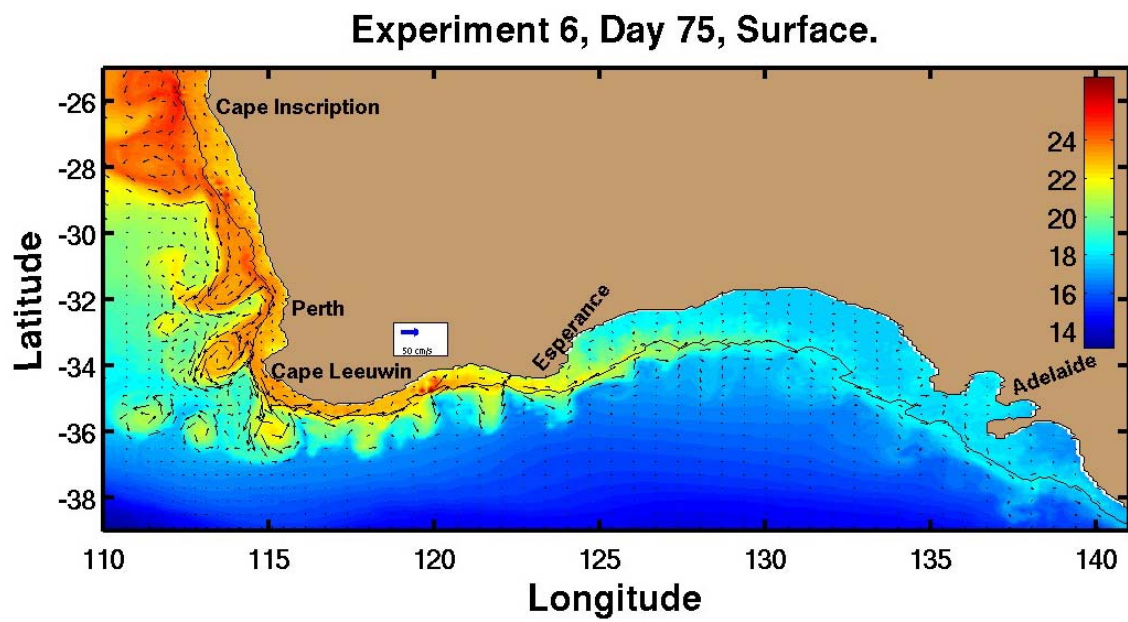 Experiment 6, Day 75, Surface.
-26
-28
-30
-32
-34
-36
-38
Latitude
Cape Inscription
Perth
Cape Leeuwin
50 cm/s
Esperance
Adelaide
24
22
20
18
16
14
110 115 120 125 130 135 140
Longitude